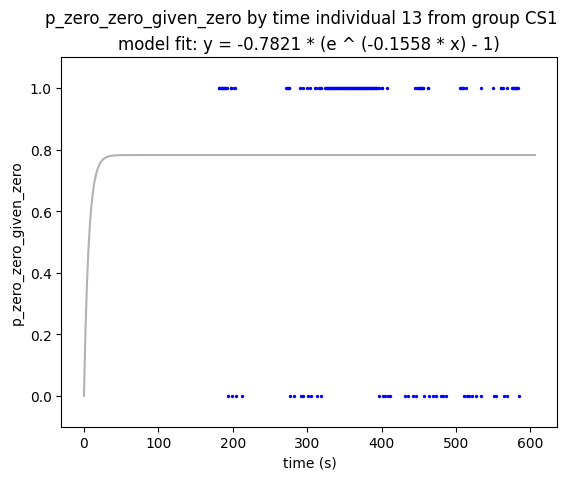 p_zero_zero_given_zero by time individual 13 from group CS1
model fit: y = -0.7821 * (e ^ (-0.1558 * x) - 1)
1.0
0.8
0.6
0.4
0.2
0.0
p_zero_zero_given_zero
0 100 200 300 400 500 600
time (s)